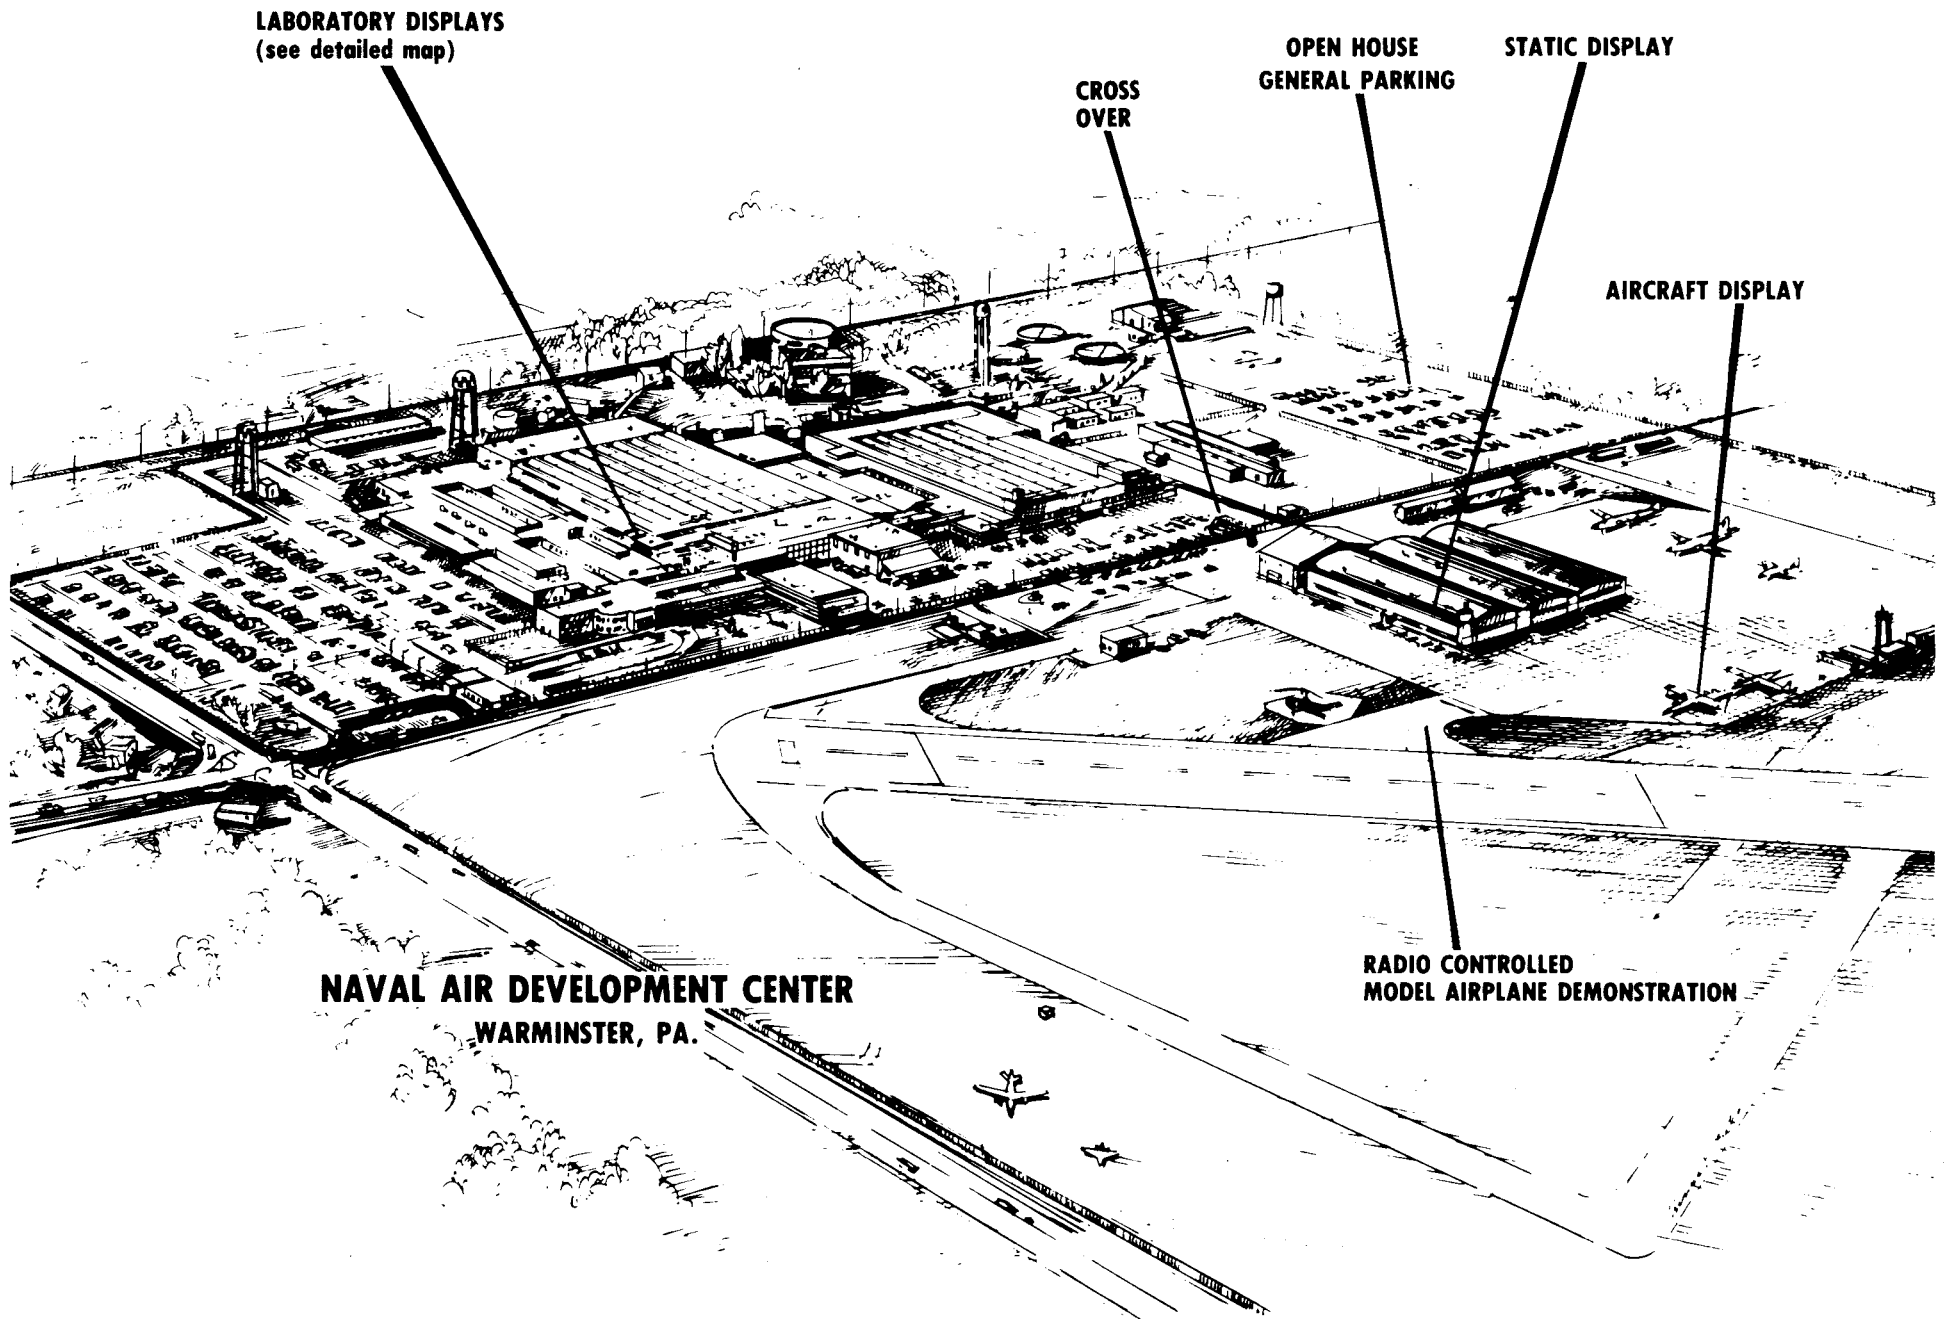 LABORATORY DISPLAYS
(see detailed map)
CROSS
OVER
OPEN HOUSE
GENERAL PARKING
STATIC DISPLAY
AIRCRAFT DISPLAY
RADIO CONTROLLED
MODEL AIRPLANE DEMONSTRATION
NAVAL AIR DEVELOPMENT CENTER
WARMINSTER, PA.